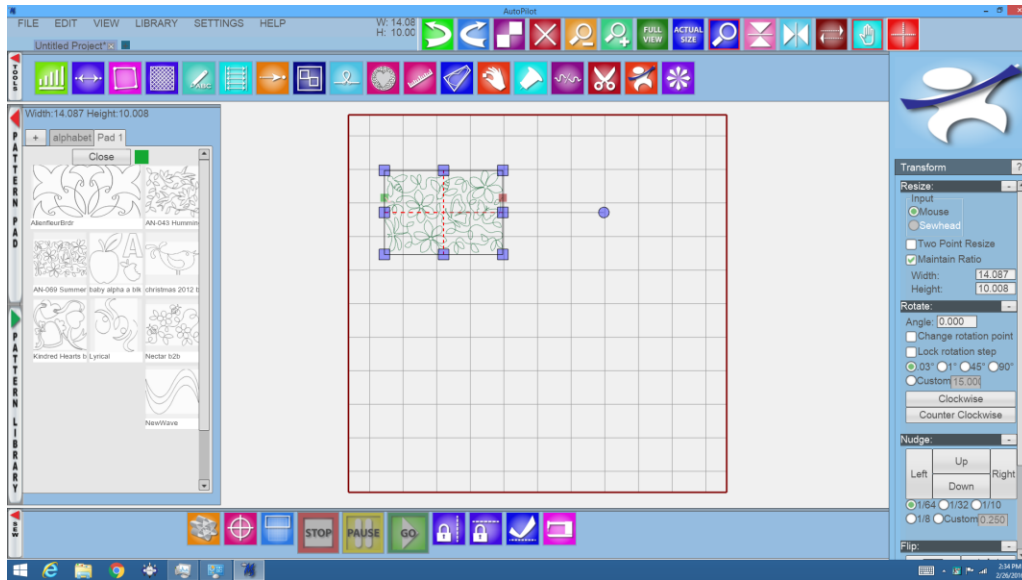 AutoPilot
FILE EDIT VIEW LIBRARY SETTINGS HELP
W: 14.08
H: 10.00
FULL VIEW
ACTUAL SIZE
Untitled Project*
TOOLS
ABC
Width:14.087 Height:10.008
+ alphabet Pad 1
Close
PATTERN PAD
AllenfleurBrdr
AN-043 Hummin
AN-069 Summer
baby alpha a blk
christmas 2012 b
Kindred Hearts b
Lyrical
Nectar b2b
NewWave
PATTERN LIBRARY
Transform ?
Resize: -
Input
Mouse
Sewhead
Two Point Resize
Maintain Ratio
Width: 14.087
Height: 10.008
Rotate: -
Angle: 0.000
Change rotation point
Lock rotation step
.03° 1° 45° 90°
Custom 15.00
Clockwise
Counter Clockwise
Nudge: -
Up
Left Right
Down
1/64 1/32 1/10
1/8 Custom 0.250
Flip: -
SEW
STOP
PAUSE
GO
2:34 PM